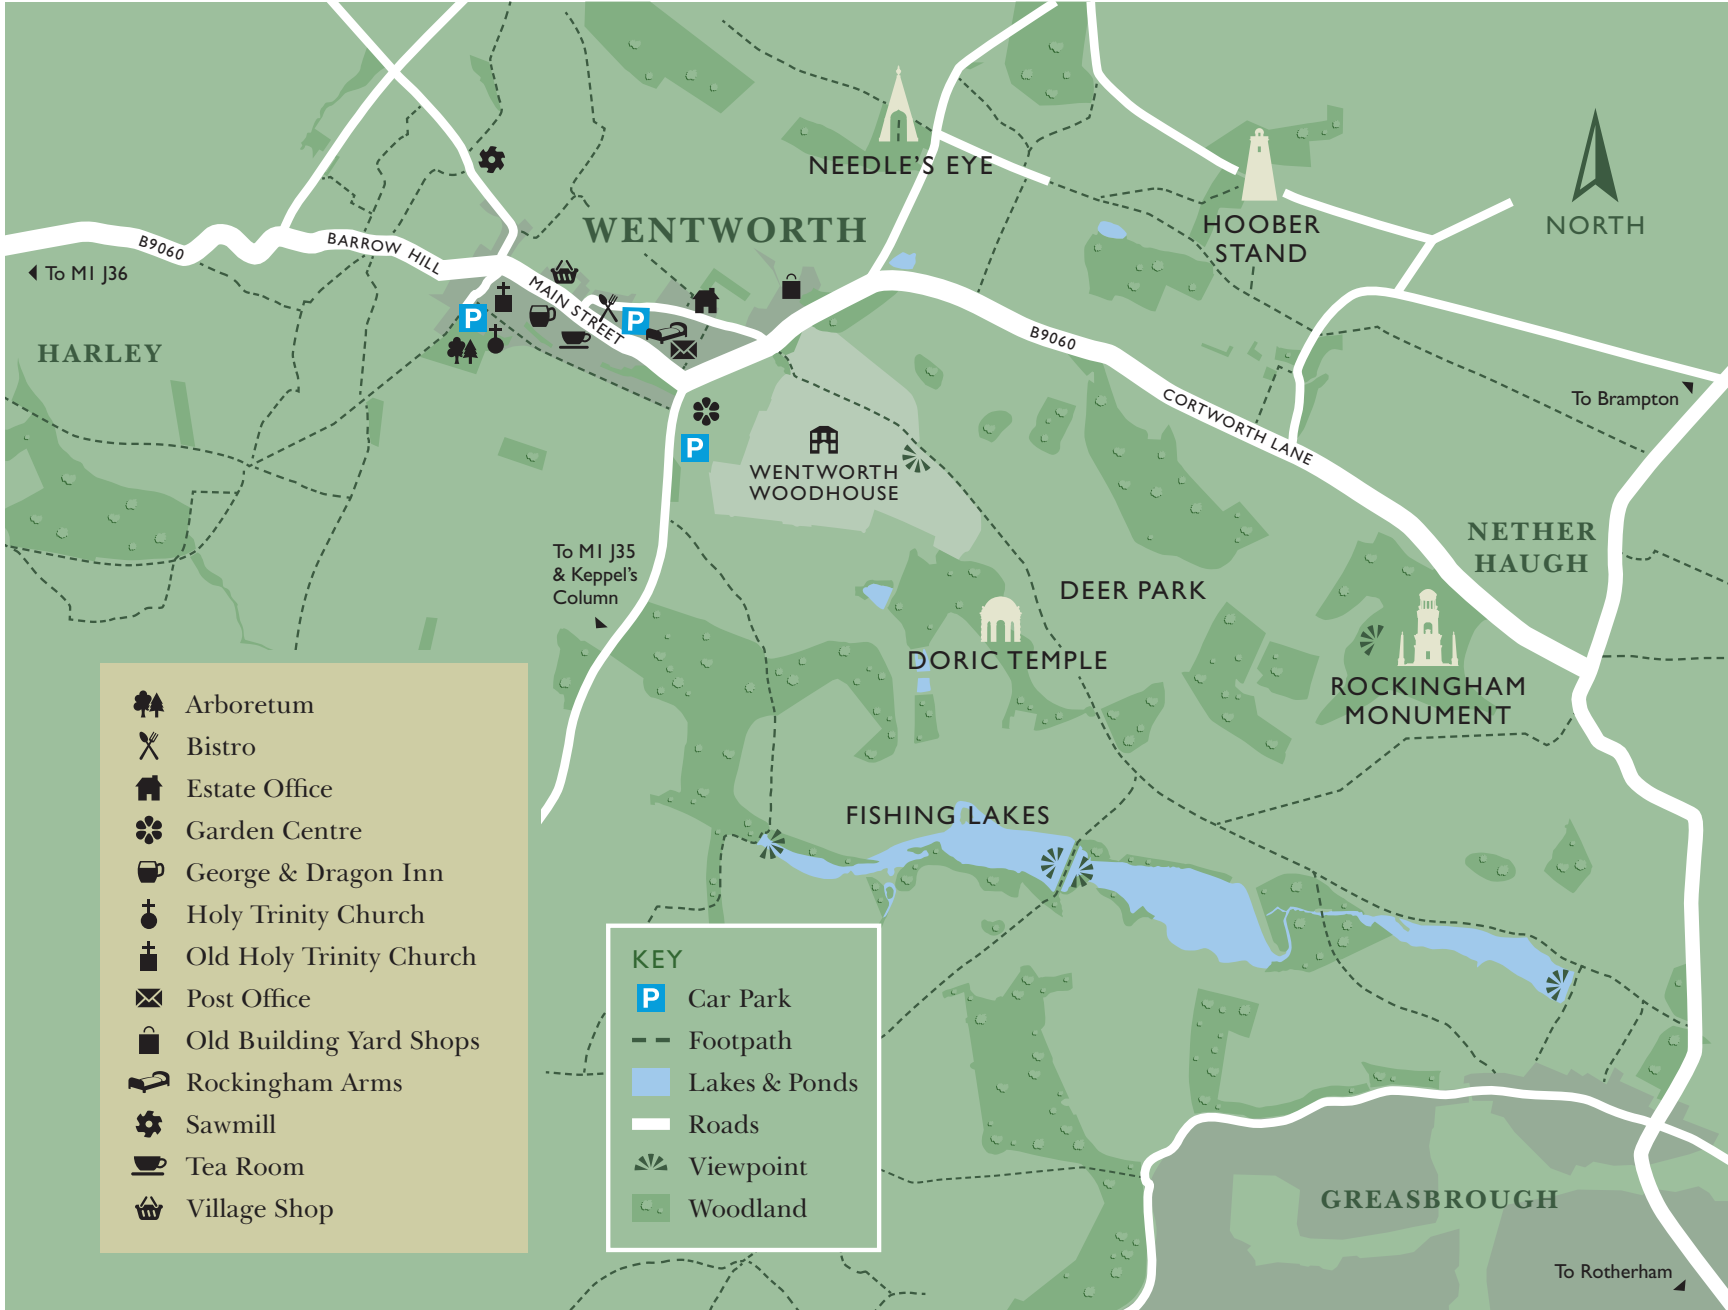 NEEDLE'S EYE
WENTWORTH
HOOBER
STAND
NORTH
B9060
BARROW HILL
To M1 J36
MAIN STREET
P
P
HARLEY
B9060
CORTWORTH LANE
To Brampton
P
WENTWORTH
WOODHOUSE
To M1 J35
& Keppel's
Column
NETHER
HAUGH
DEER PARK
DORIC TEMPLE
ROCKINGHAM
MONUMENT
FISHING LAKES
Arboretum
Bistro
Estate Office
Garden Centre
George & Dragon Inn
Holy Trinity Church
Old Holy Trinity Church
Post Office
Old Building Yard Shops
Rockingham Arms
Sawmill
Tea Room
Village Shop
KEY
P Car Park
Footpath
Lakes & Ponds
Roads
Viewpoint
Woodland
GREASBROUGH
To Rotherham